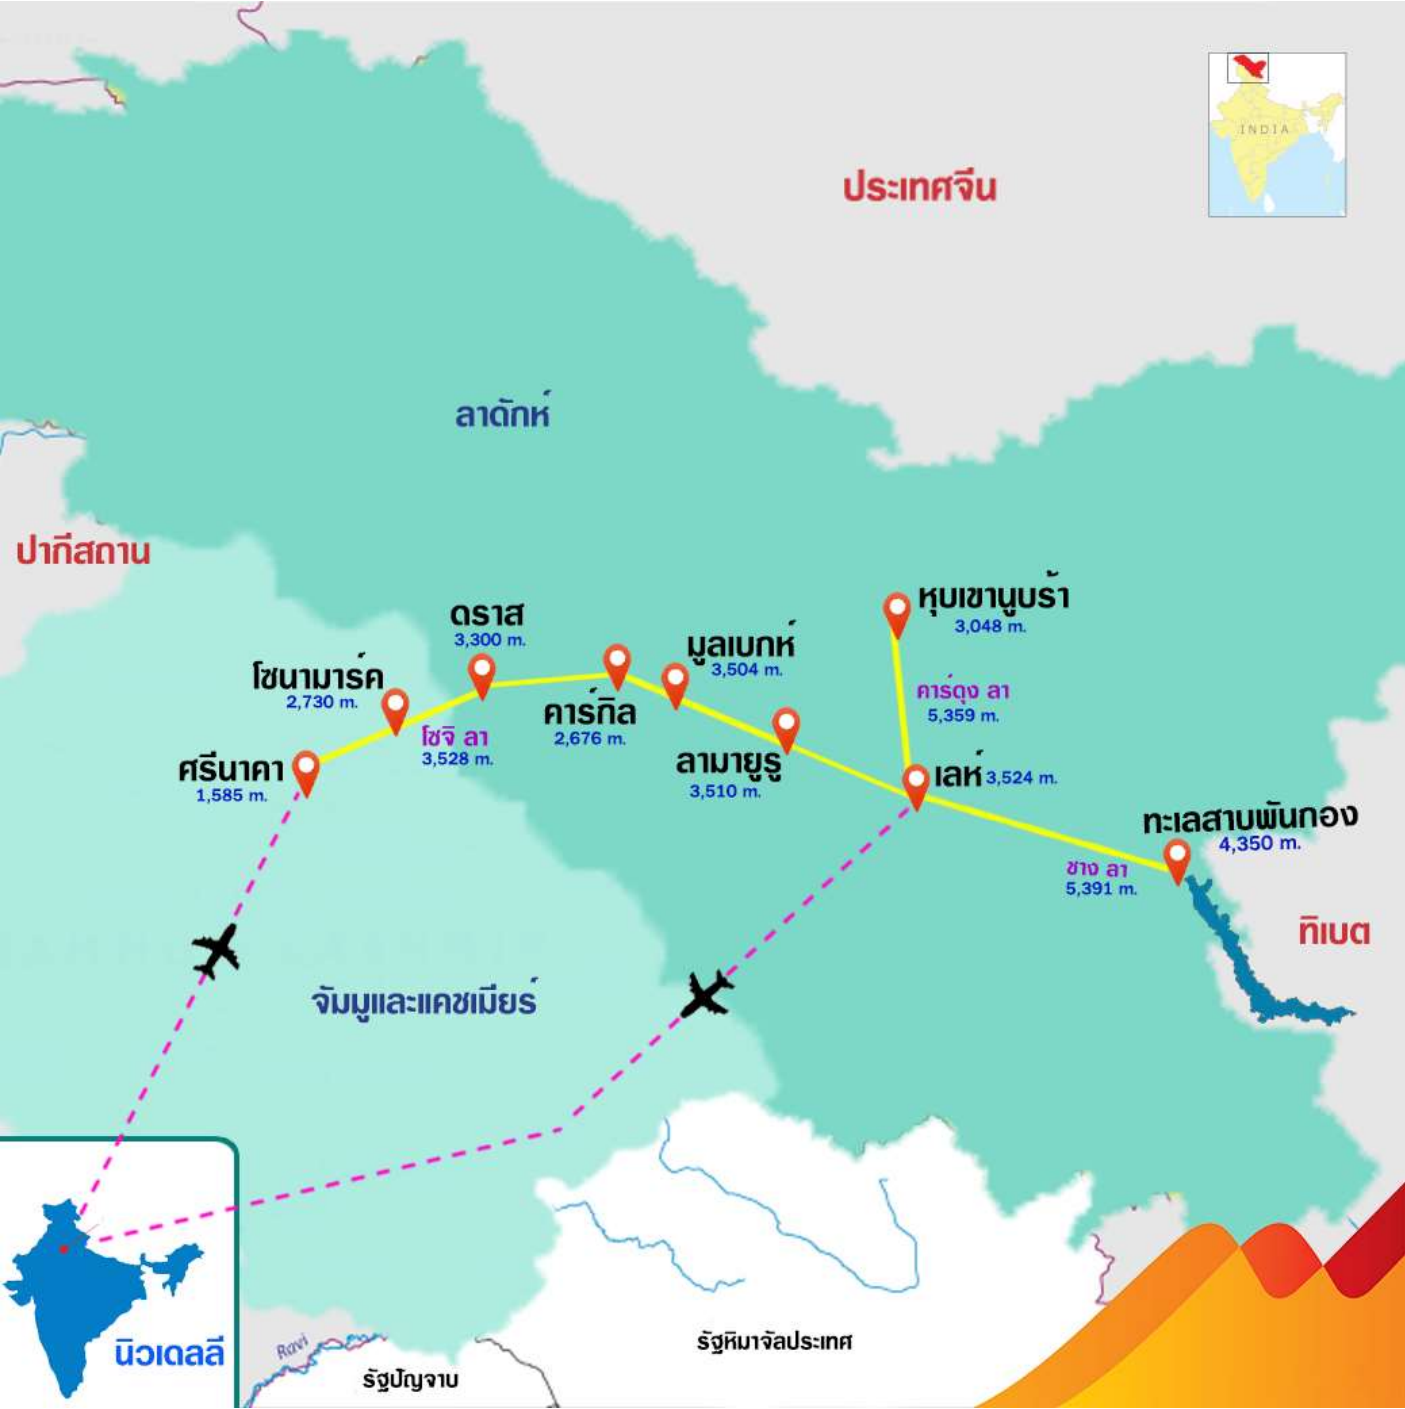 INDIA
ประเทศจีน
ลาดักห์
ปากีสถาน
หุบเขานูบร้า
3,048 m.
ดราส
3,300 m.
มูลเบกห์
3,504 m.
โซนามาร์ค
2,730 m.
คาร์ดุง ลา
5,359 m.
คาร์กิล
2,676 m.
โซจิ ลา
3,528 m.
ศรีนาคา
1,585 m.
ลามายูรู
3,510 m.
เลห์ 3,524 m.
ทะเลสาบพันกอง
4,350 m.
ชาง ลา
5,391 m.
ทิเบต
จัมมูและแคชเมียร์
นิวเดลลี
Ravi
รัฐหิมาจัลประเทศ
รัฐปัญจาบ